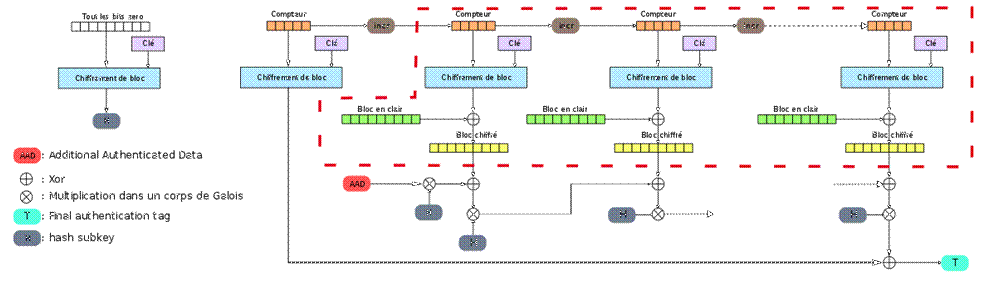 Tous les bits zero
Compteur
Compteur
Compteur
Compteur
incr
incr
incr
Clé
Clé
Clé
Clé
Clé
Chiffrement de bloc
Chiffrement de bloc
Chiffrement de bloc
Chiffrement de bloc
Chiffrement de bloc
Bloc en clair
Bloc en clair
Bloc en clair
H
Bloc chiffré
Bloc chiffré
Bloc chiffré
AAD : Additional Authenticated Data
: Xor
: Multiplication dans un corps de Galois
T : Final authentication tag
H : hash subkey
AAD
H
H
H
H
T